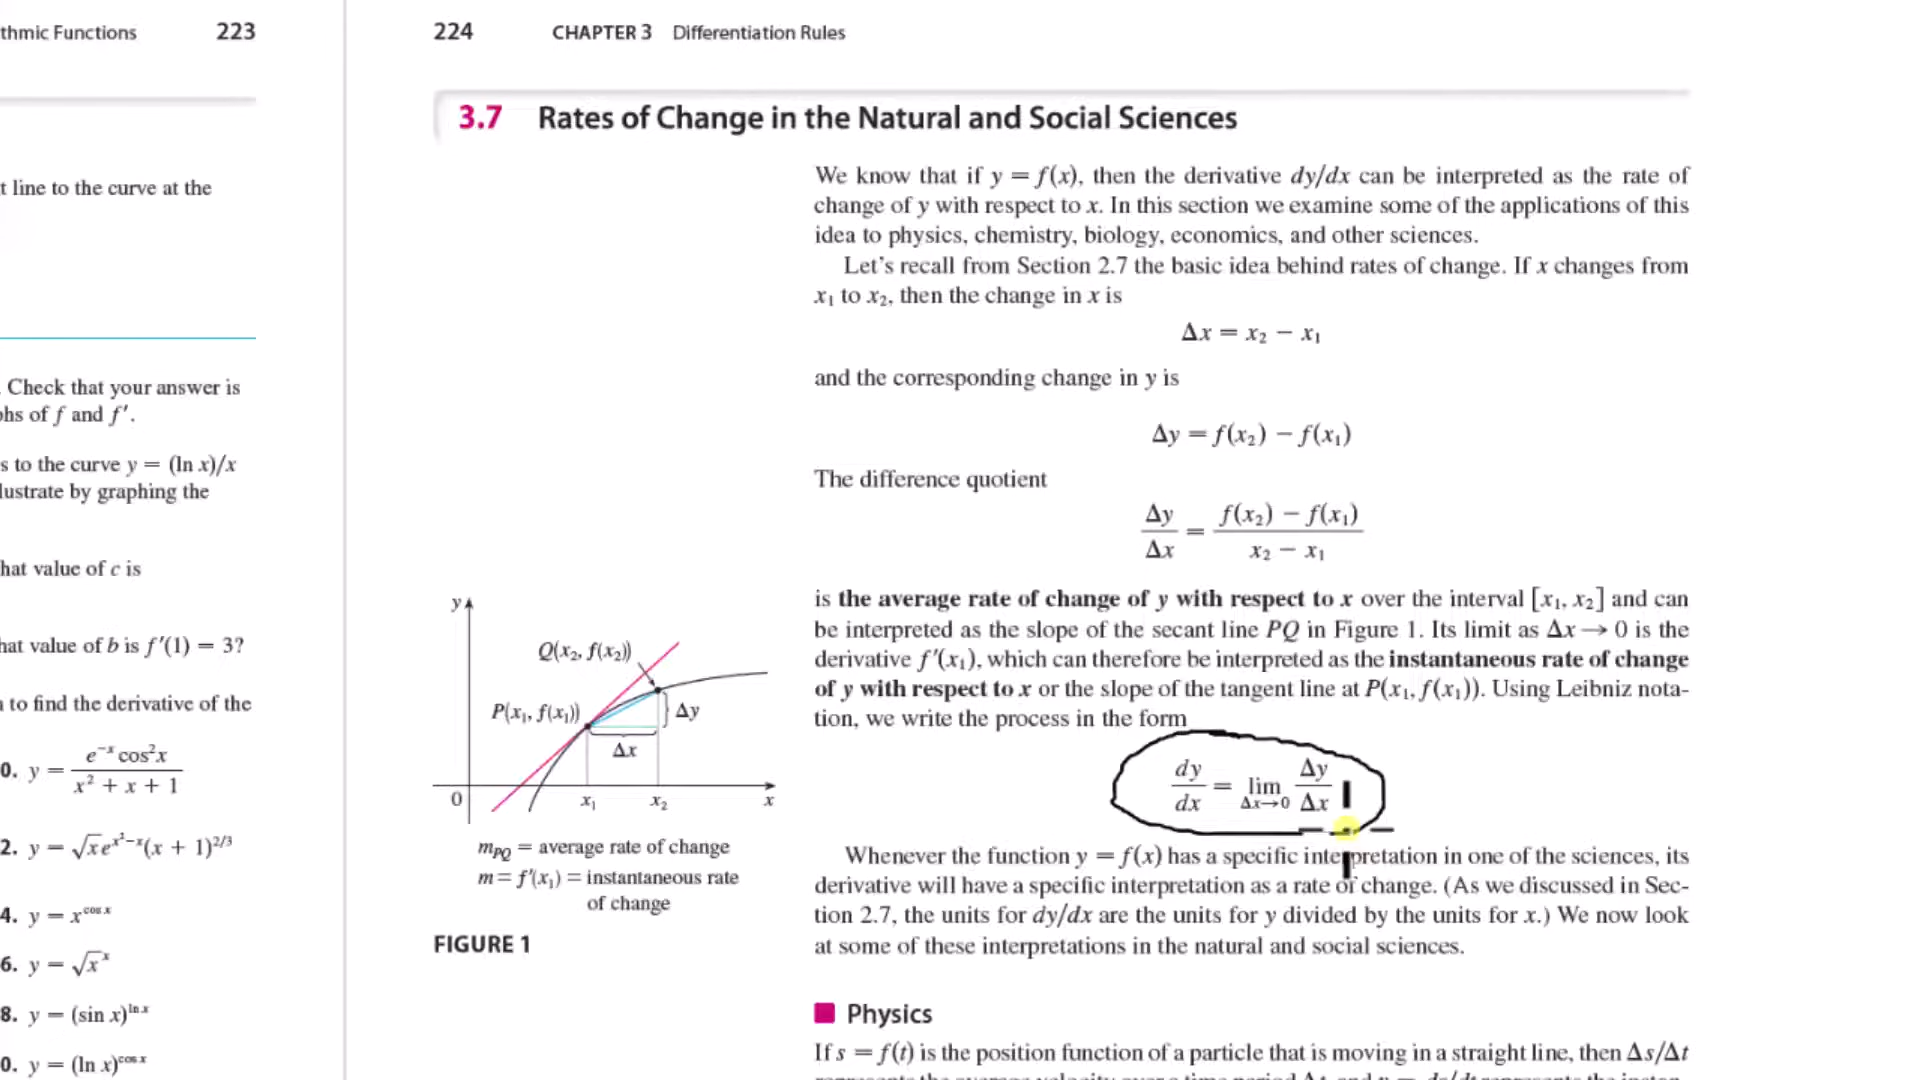 thmic Functions 223
t line to the curve at the
Check that your answer is
hs of f and f′.
s to the curve y = (ln x)/x
lustrate by graphing the
hat value of c is
hat value of b is f′(1) = 3?
to find the derivative of the
0. y = e⁻ˣ cos²x / x² + x + 1
2. y = √x eˣ²⁻ˣ(x + 1)^2/3
4. y = x^cos x
6. y = √x^x
8. y = (sin x)^ln x
0. y = (ln x)^cos x
224 CHAPTER 3 Differentiation Rules
3.7 Rates of Change in the Natural and Social Sciences
We know that if y = f(x), then the derivative dy/dx can be interpreted as the rate of
change of y with respect to x. In this section we examine some of the applications of this
idea to physics, chemistry, biology, economics, and other sciences.
Let's recall from Section 2.7 the basic idea behind rates of change. If x changes from
x₁ to x₂, then the change in x is
Δx = x₂ − x₁
and the corresponding change in y is
Δy = f(x₂) − f(x₁)
The difference quotient
Δy/Δx = f(x₂) − f(x₁) / x₂ − x₁
is the average rate of change of y with respect to x over the interval [x₁, x₂] and can
be interpreted as the slope of the secant line PQ in Figure 1. Its limit as Δx → 0 is the
derivative f′(x₁), which can therefore be interpreted as the instantaneous rate of change
of y with respect to x or the slope of the tangent line at P(x₁, f(x₁)). Using Leibniz nota-
tion, we write the process in the form
dy/dx = lim Δx→0 Δy/Δx
Whenever the function y = f(x) has a specific interpretation in one of the sciences, its
derivative will have a specific interpretation as a rate of change. (As we discussed in Sec-
tion 2.7, the units for dy/dx are the units for y divided by the units for x.) We now look
at some of these interpretations in the natural and social sciences.
y
Q(x₂, f(x₂))
P(x₁, f(x₁))
Δy
Δx
0 x₁ x₂ x
m_PQ = average rate of change
m = f′(x₁) = instantaneous rate
of change
FIGURE 1
Physics
If s = f(t) is the position function of a particle that is moving in a straight line, then Δs/Δt